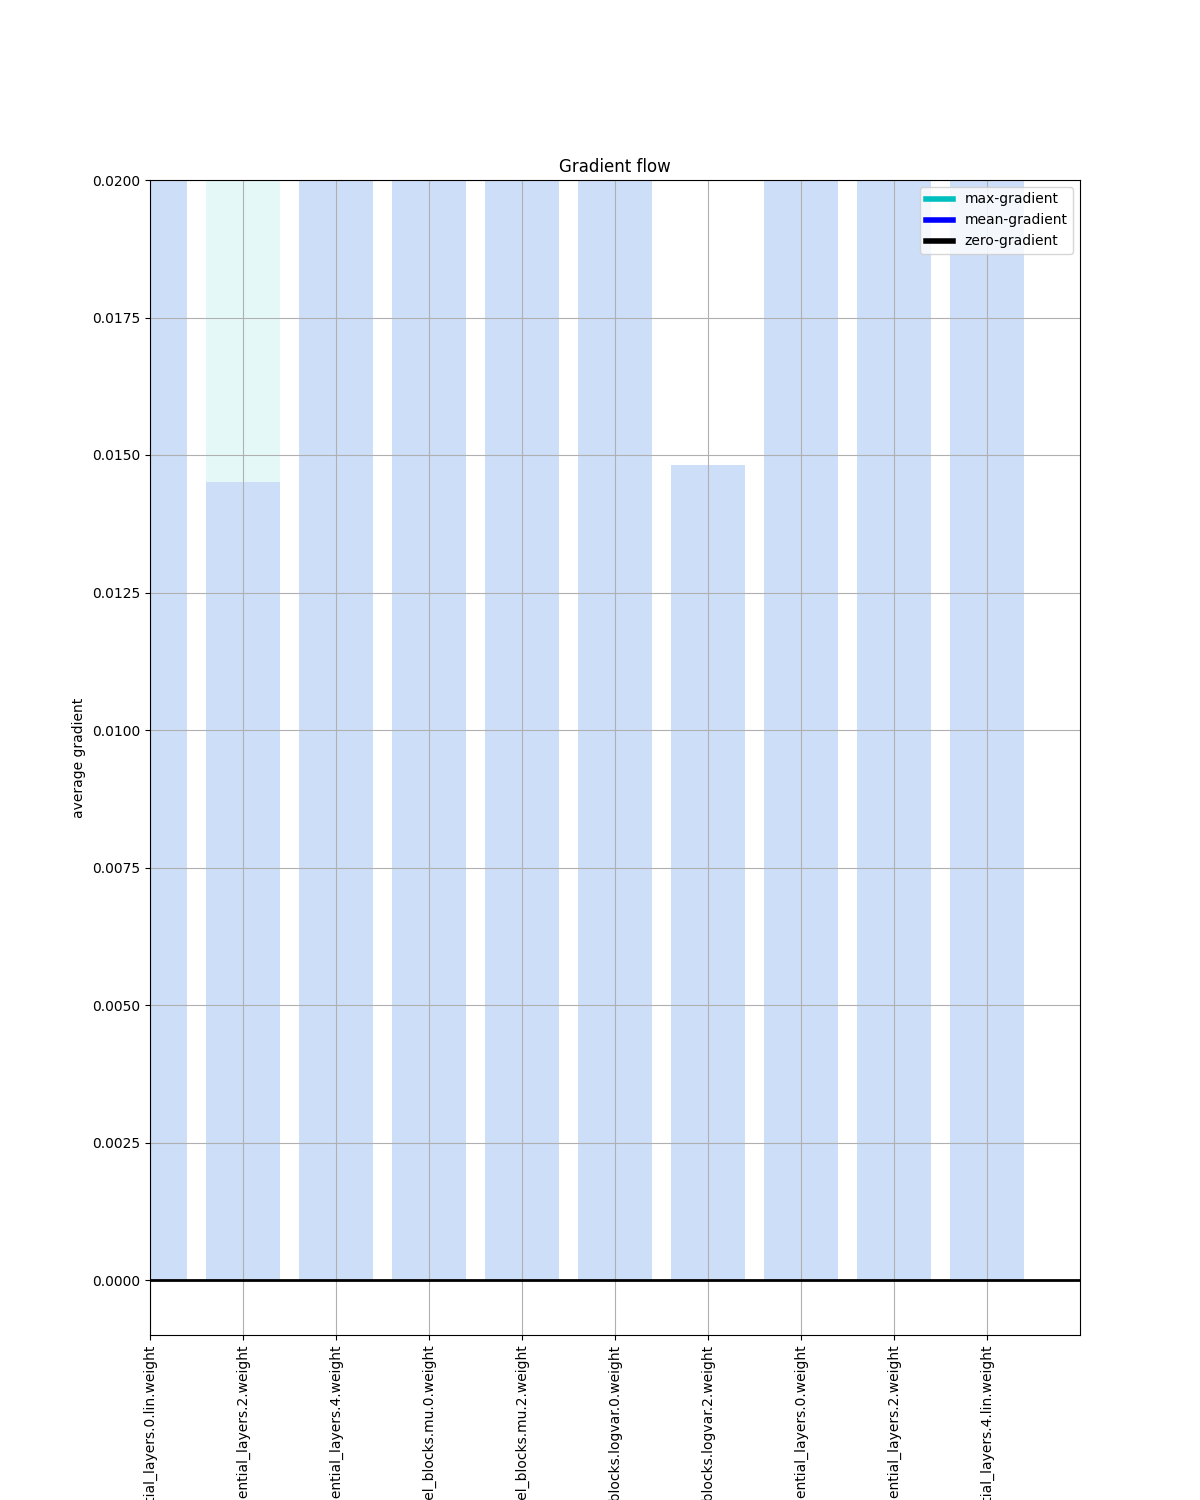 Gradient flow
max-gradient
mean-gradient
zero-gradient
average gradient
0.0200
0.0175
0.0150
0.0125
0.0100
0.0075
0.0050
0.0025
0.0000
tial_layers.0.lin.weight
ential_layers.2.weight
ential_layers.4.weight
el_blocks.mu.0.weight
el_blocks.mu.2.weight
blocks.logvar.0.weight
blocks.logvar.2.weight
ential_layers.0.weight
ential_layers.2.weight
tial_layers.4.lin.weight